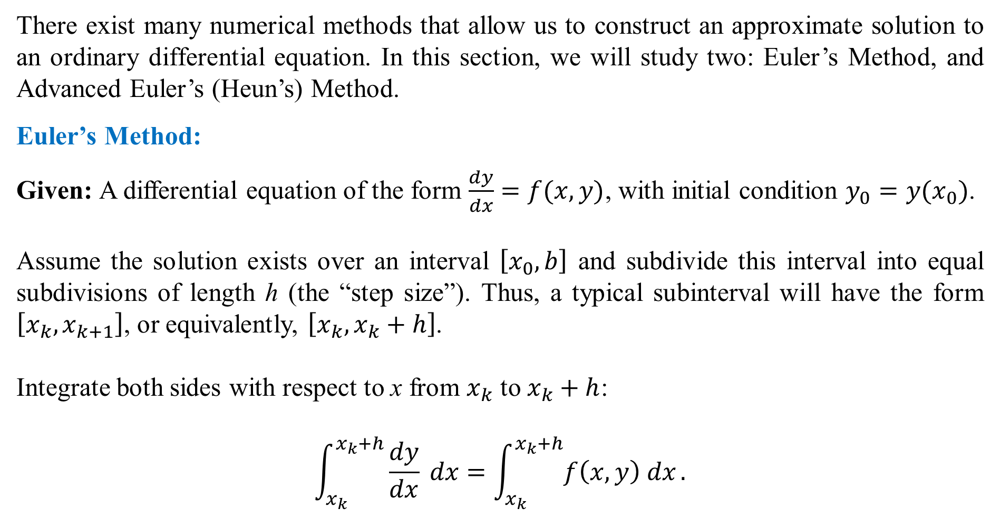 There exist many numerical methods that allow us to construct an approximate solution to
an ordinary differential equation. In this section, we will study two: Euler’s Method, and
Advanced Euler’s (Heun’s) Method.
Euler’s Method:
Given: A differential equation of the form \frac{dy}{dx} = f(x, y), with initial condition y_0 = y(x_0).
Assume the solution exists over an interval [x_0, b] and subdivide this interval into equal
subdivisions of length h (the “step size”). Thus, a typical subinterval will have the form
[x_k, x_{k+1}], or equivalently, [x_k, x_k + h].
Integrate both sides with respect to x from x_k to x_k + h:
\int_{x_k}^{x_k+h} \frac{dy}{dx} dx = \int_{x_k}^{x_k+h} f(x, y) dx .